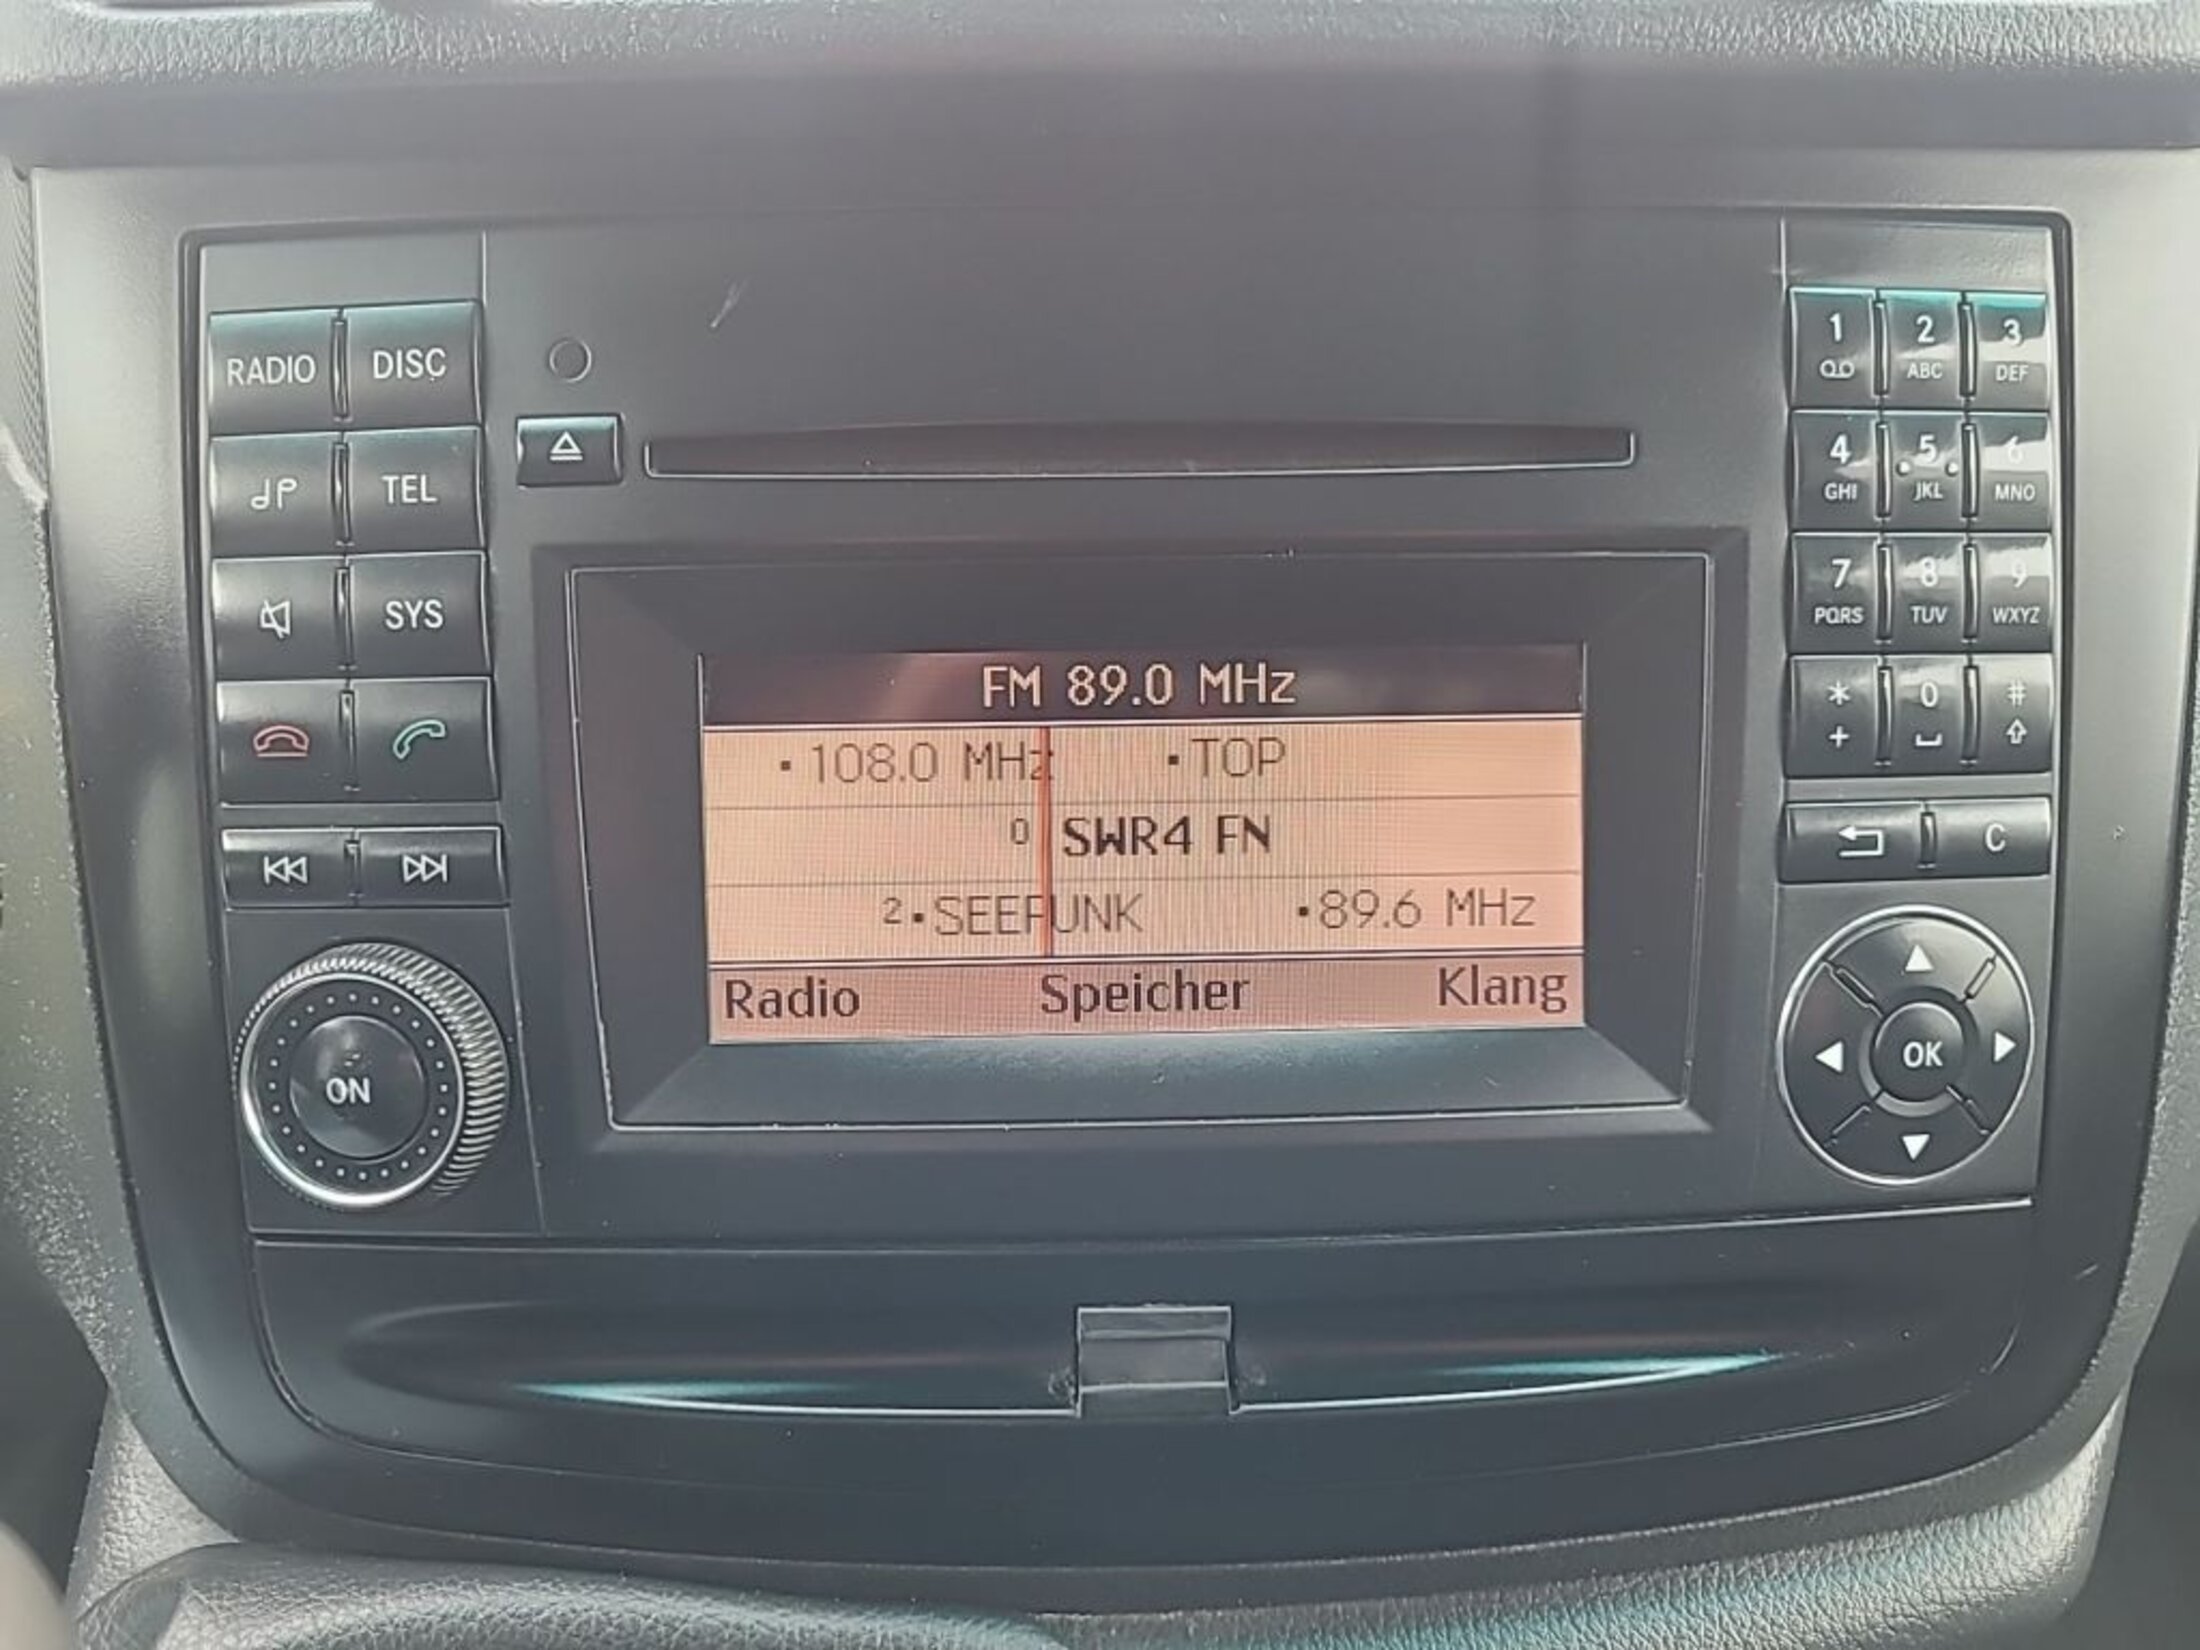 RADIO DISC
TEL
SYS
ON
FM 89.0 MHz
•108.0 MHz •TOP
0 SWR4 FN
2•SEEFUNK •89.6 MHz
Radio Speicher Klang
1 2 3
ABC DEF
4 5 6
GHI JKL MNO
7 8 9
PQRS TUV WXYZ
* 0 #
+
C
OK